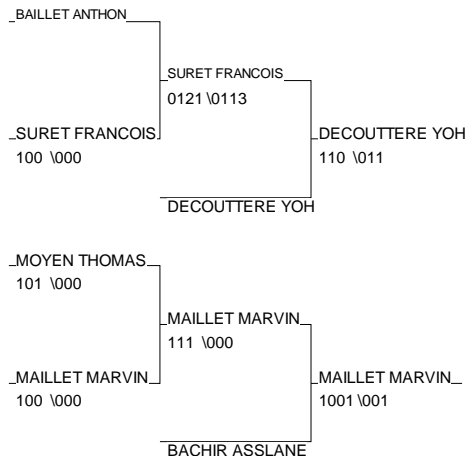 BAILLET ANTHON
SURET FRANCOIS
0121 \0113
SURET FRANCOIS
100 \000
DECOUTTERE YOH
110 \011
DECOUTTERE YOH
MOYEN THOMAS
101 \000
MAILLET MARVIN
111 \000
MAILLET MARVIN
100 \000
MAILLET MARVIN
1001 \001
BACHIR ASSLANE